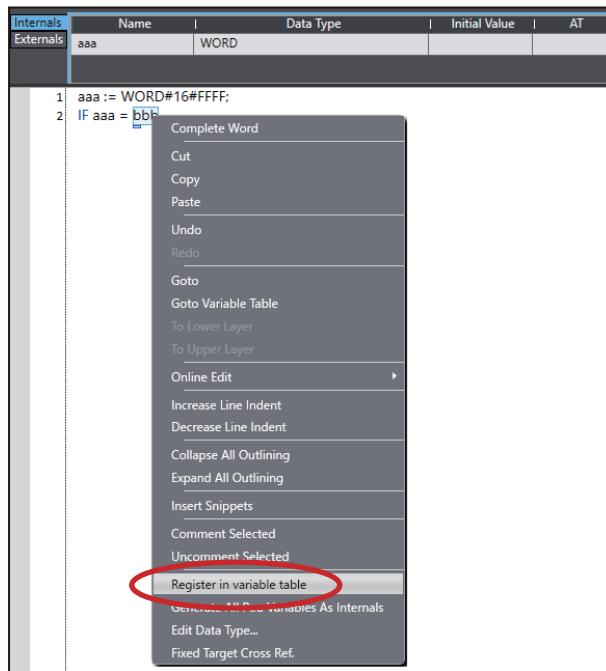 Internals Name Data Type Initial Value AT
Externals aaa WORD
1 aaa := WORD#16#FFFF;
2 IF aaa = bbb
Complete Word
Cut
Copy
Paste
Undo
Redo
Goto
Goto Variable Table
To Lower Layer
To Upper Layer
Online Edit
Increase Line Indent
Decrease Line Indent
Collapse All Outlining
Expand All Outlining
Insert Snippets
Comment Selected
Uncomment Selected
Register in variable table
Generate All Pou Variables As Internals
Edit Data Type...
Fixed Target Cross Ref.